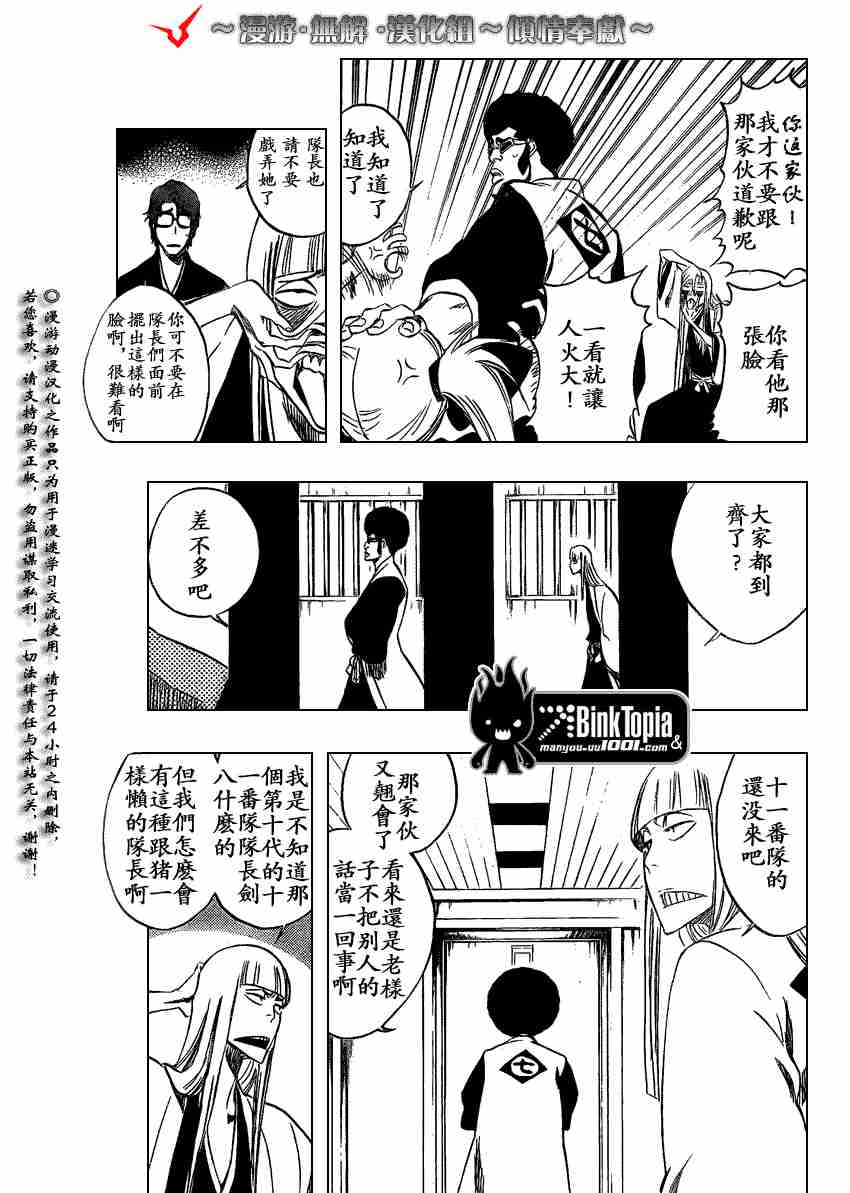 ～漫游·無解·漢化組～傾情奉獻～
你這家伙！
我才不要跟
那家伙道歉呢
你看他那
張臉
一看就讓
人火大！
我知道了
知道了
隊長也
請不要
戲弄她了
你可不要在
隊長們面前
擺出這樣的
臉啊，很難看啊
大家都到
齊了？
差不多吧
十一番隊的
還没來吧
那家伙
又翹會了
看來還是老樣
子不把別人的
話當一回事啊
七
我是不知道那
個第十代的十
一番隊隊長劍
八什麽的
但我們怎麽會
有這種跟猪一
樣懶的隊長啊
BinkTopia
manyou-uu1001.com &
◎漫游动漫汉化之作品只为用于漫迷学习交流使用，请于24小时之内删除，
若您喜欢，请支持购买正版，勿盗用谋取私利，一切法律责任与本站无关，谢谢！